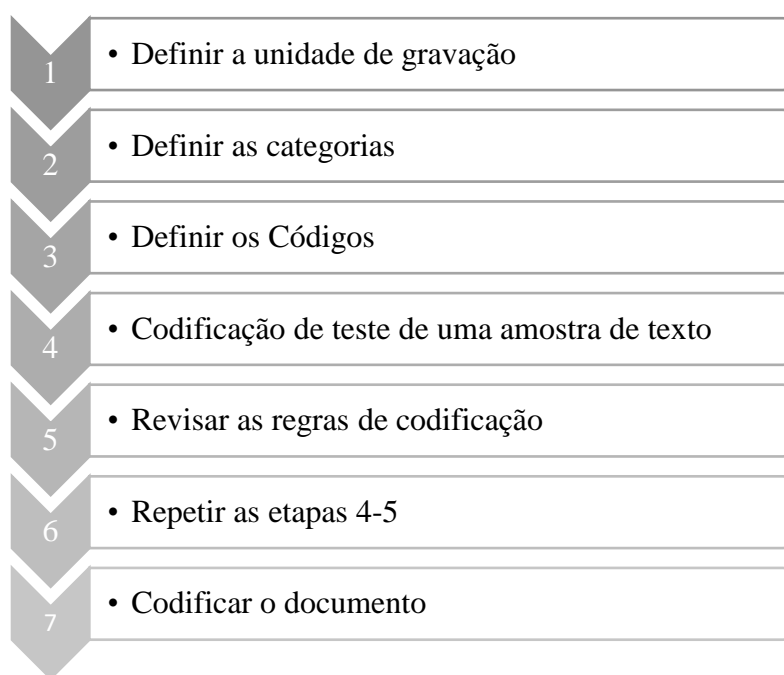 1 • Definir a unidade de gravação
2 • Definir as categorias
3 • Definir os Códigos
4 • Codificação de teste de uma amostra de texto
5 • Revisar as regras de codificação
6 • Repetir as etapas 4-5
7 • Codificar o documento